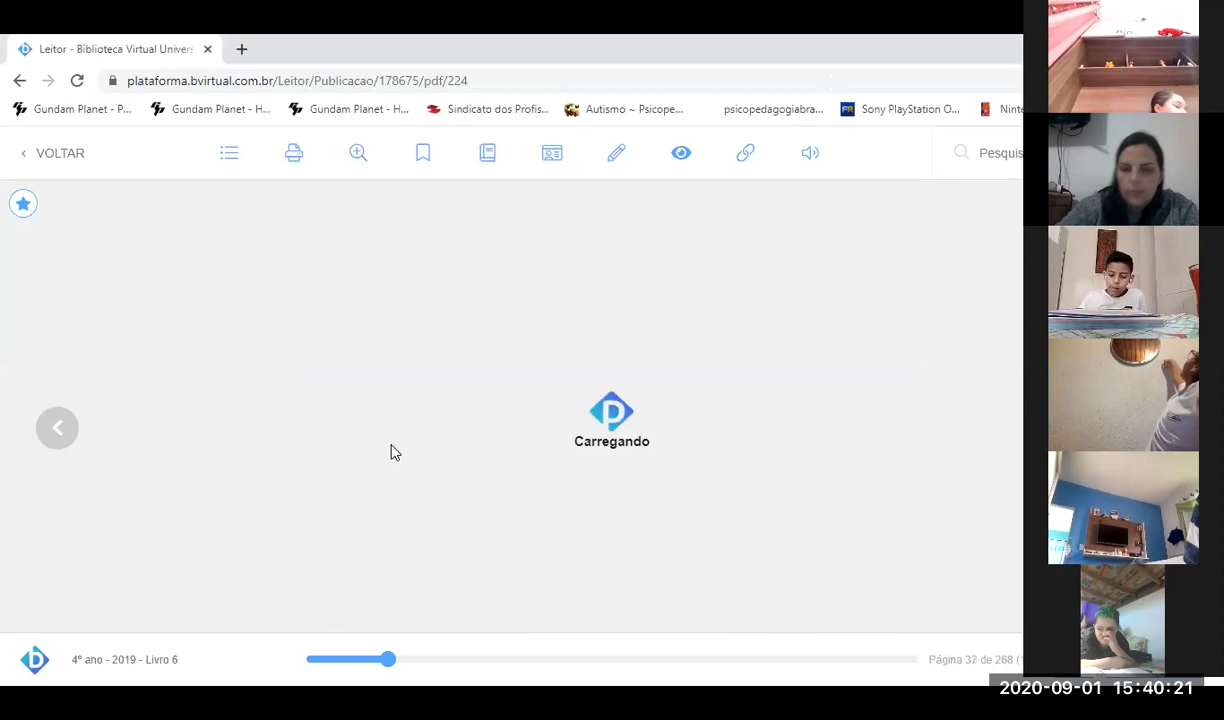 Leitor - Biblioteca Virtual Univers
plataforma.bvirtual.com.br/Leitor/Publicacao/178675/pdf/224
Gundam Planet - P... Gundam Planet - H... Gundam Planet - H... Sindicato dos Profis... Autismo ~ Psicope... psicopedagogiabra... Sony PlayStation O... Ninte
VOLTAR Pesquis
Carregando
4º ano - 2019 - Livro 6 Página 37 de 268 (1
2020-09-01 15:40:21